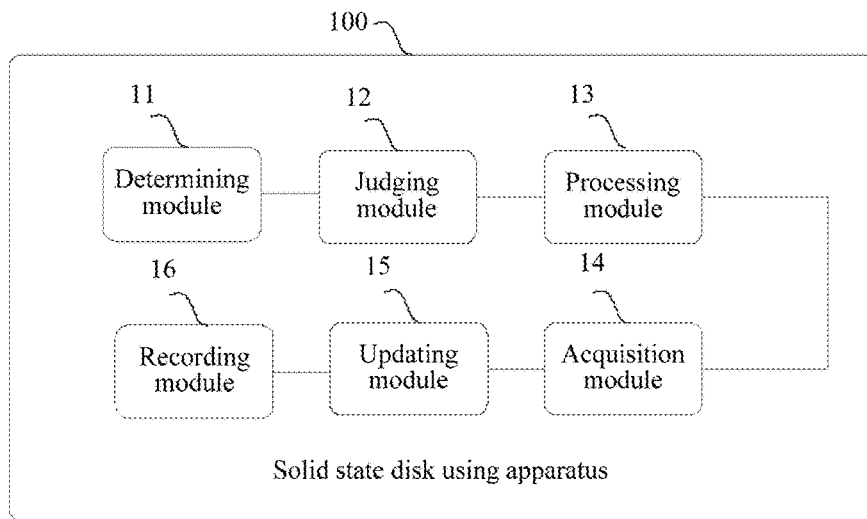 100
11
12
13
Determining
module
Judging
module
Processing
module
16
15
14
Recording
module
Updating
module
Acquisition
module
Solid state disk using apparatus